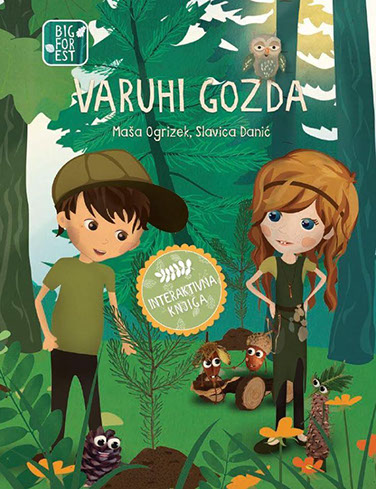 BIG
FOR
EST
VARUHI GOZDA
Maša Ogrizek, Slavica Danić
INTERAKTIVNA
KNJIGA